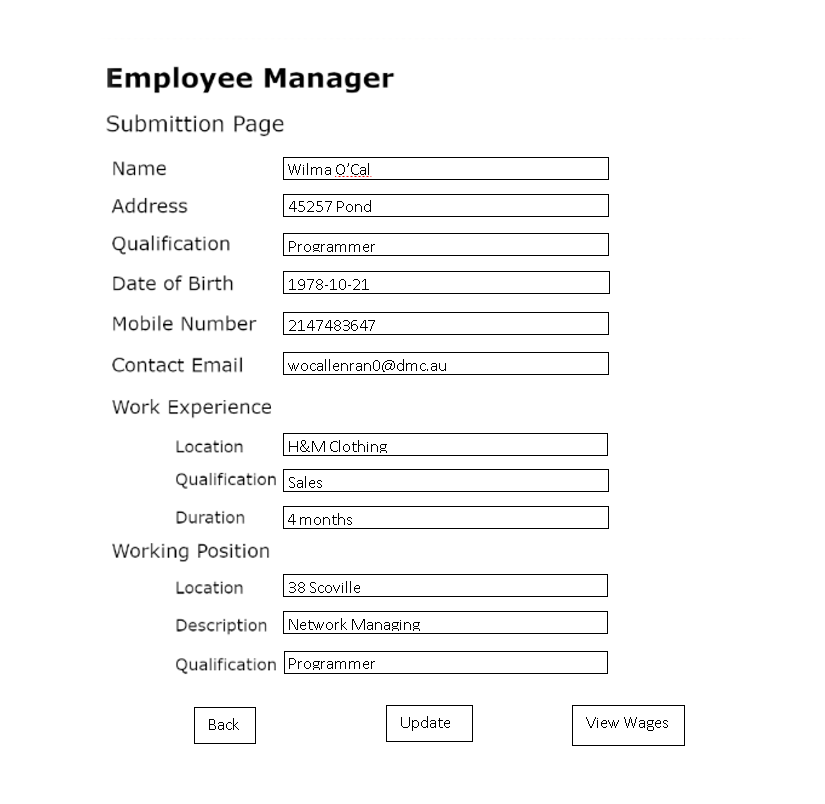 Employee Manager
Submittion Page
Name Wilma O'Cal
Address 45257 Pond
Qualification Programmer
Date of Birth 1978-10-21
Mobile Number 2147483647
Contact Email wocallenran0@dmc.au
Work Experience
Location H&M Clothing
Qualification Sales
Duration 4 months
Working Position
Location 38 Scoville
Description Network Managing
Qualification Programmer
Back Update View Wages